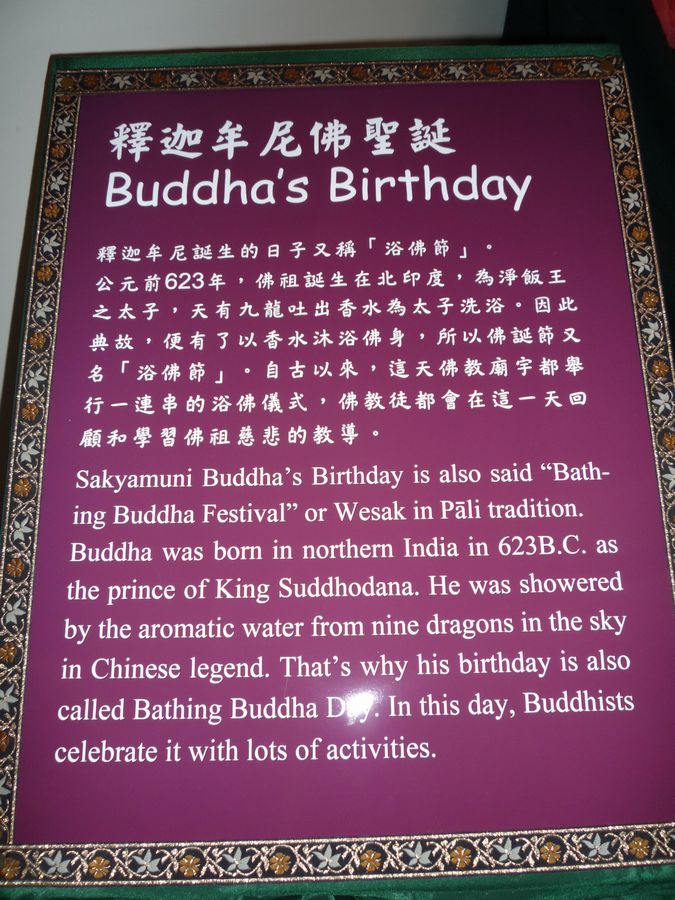 釋迦牟尼佛聖誕
Buddha's Birthday
釋迦牟尼誕生的日子又稱「浴佛節」。
公元前623年，佛祖誕生在北印度，為淨飯王
之太子，天有九龍吐出香水為太子洗浴。因此
典故，便有了以香水沐浴佛身，所以佛誕節又
名「浴佛節」。自古以來，這天佛教廟宇都舉
行一連串的浴佛儀式，佛教徒都會在這一天回
顧和學習佛祖慈悲的教導。
Sakyamuni Buddha's Birthday is also said “Bath-
ing Buddha Festival” or Wesak in Pāli tradition.
Buddha was born in northern India in 623B.C. as
the prince of King Suddhodana. He was showered
by the aromatic water from nine dragons in the sky
in Chinese legend. That's why his birthday is also
called Bathing Buddha Day. In this day, Buddhists
celebrate it with lots of activities.